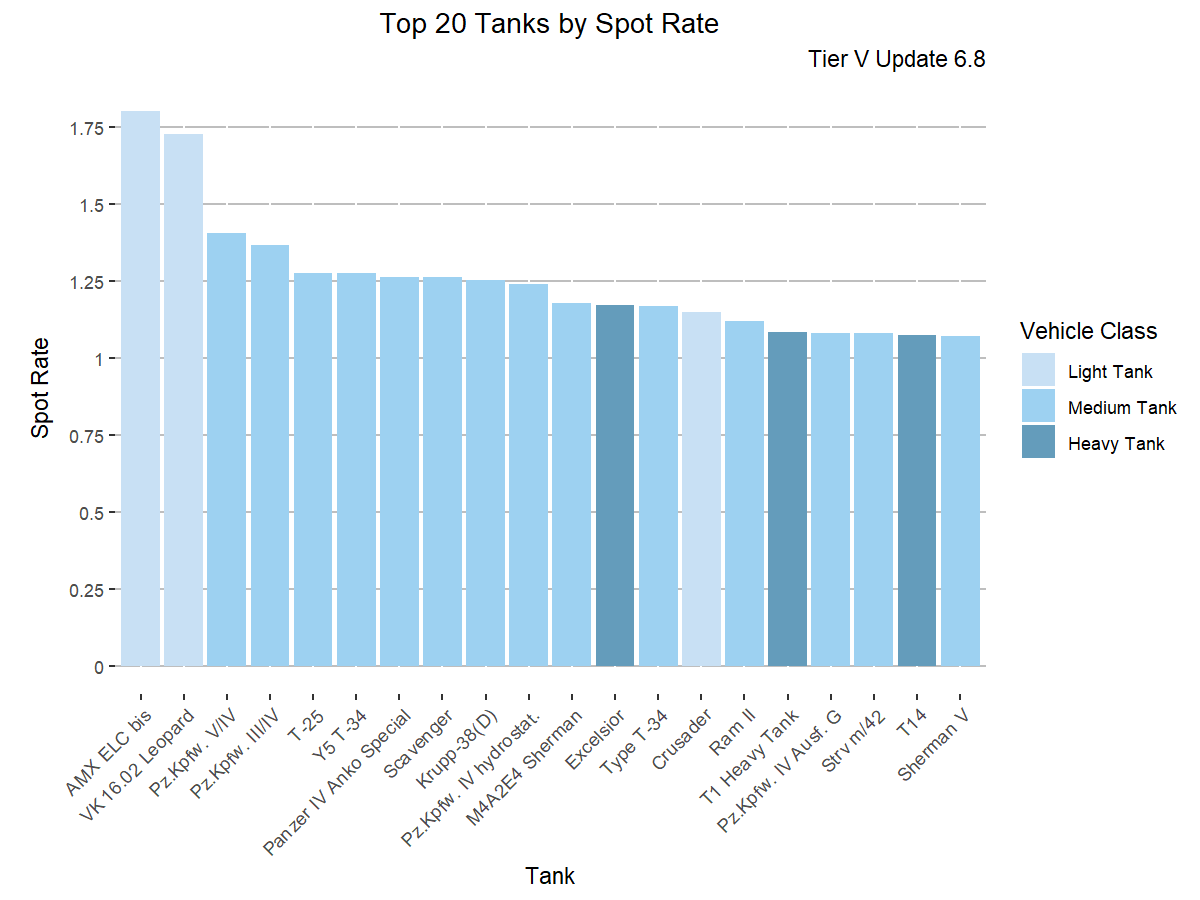 Top 20 Tanks by Spot Rate
Tier V Update 6.8
Spot Rate
1.75
1.5
1.25
1
0.75
0.5
0.25
0
AMX ELC bis
VK 16.02 Leopard
Pz.Kpfw. V/IV
Pz.Kpfw. III/IV
T-25
Y5 T-34
Panzer IV Anko Special
Scavenger
Krupp-38(D)
Pz.Kpfw. IV hydrostat.
M4A2E4 Sherman
Excelsior
Type T-34
Crusader
Ram II
T1 Heavy Tank
Pz.Kpfw. IV Ausf. G
Strv m/42
T14
Sherman V
Tank
Vehicle Class
Light Tank
Medium Tank
Heavy Tank